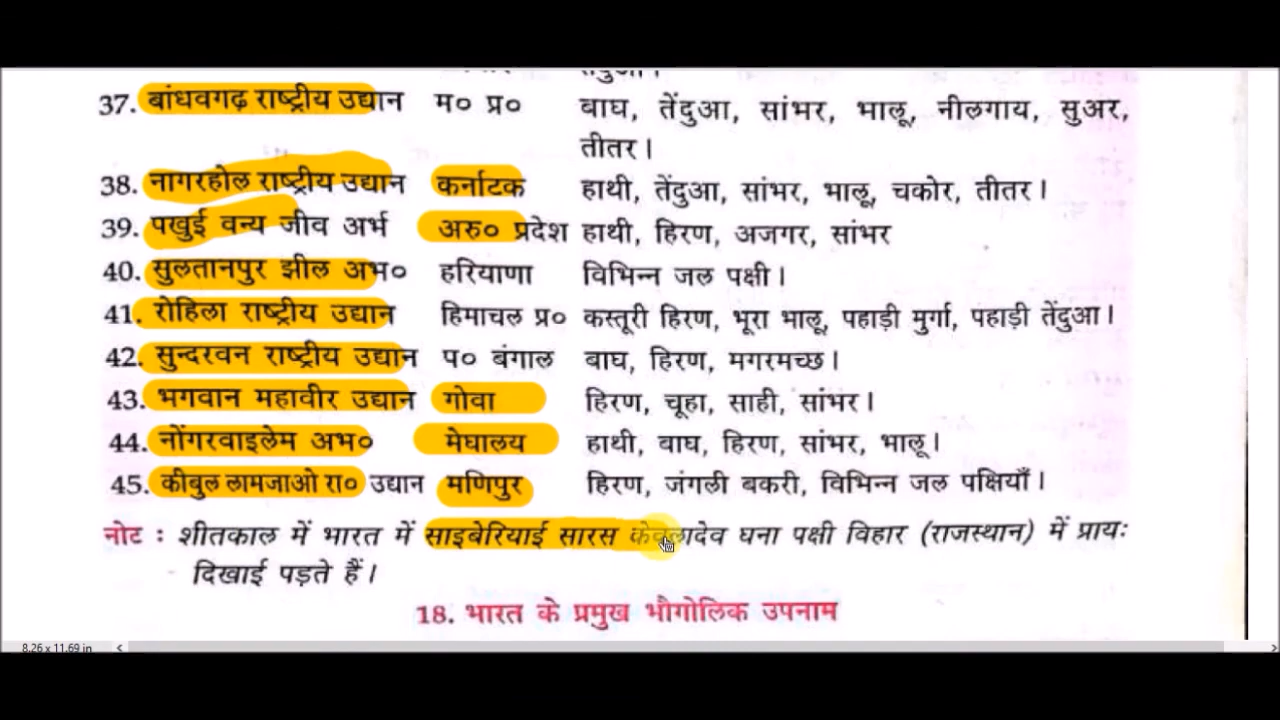 तेंदुआ।
37. बांधवगढ़ राष्ट्रीय उद्यान म० प्र० बाघ, तेंदुआ, सांभर, भालू, नीलगाय, सुअर,
तीतर।
38. नागरहोल राष्ट्रीय उद्यान कर्नाटक हाथी, तेंदुआ, सांभर, भालू, चकोर, तीतर।
39. पखुई वन्य जीव अर्भ अरु० प्रदेश हाथी, हिरण, अजगर, सांभर
40. सुलतानपुर झील अभ० हरियाणा विभिन्न जल पक्षी।
41. रोहिला राष्ट्रीय उद्यान हिमाचल प्र० कस्तूरी हिरण, भूरा भालू, पहाड़ी मुर्गा, पहाड़ी तेंदुआ।
42. सुन्दरवन राष्ट्रीय उद्यान प० बंगाल बाघ, हिरण, मगरमच्छ।
43. भगवान महावीर उद्यान गोवा हिरण, चूहा, साही, सांभर।
44. नोंगरवाइलेम अभ० मेघालय हाथी, बाघ, हिरण, सांभर, भालू।
45. कीबुल लामजाओ रा० उद्यान मणिपुर हिरण, जंगली बकरी, विभिन्न जल पक्षियाँ।
नोट : शीतकाल में भारत में साइबेरियाई सारस केवलादेव घना पक्षी विहार (राजस्थान) में प्रायः
दिखाई पड़ते हैं।
18. भारत के प्रमुख भौगोलिक उपनाम
8.26 x 11.69 in